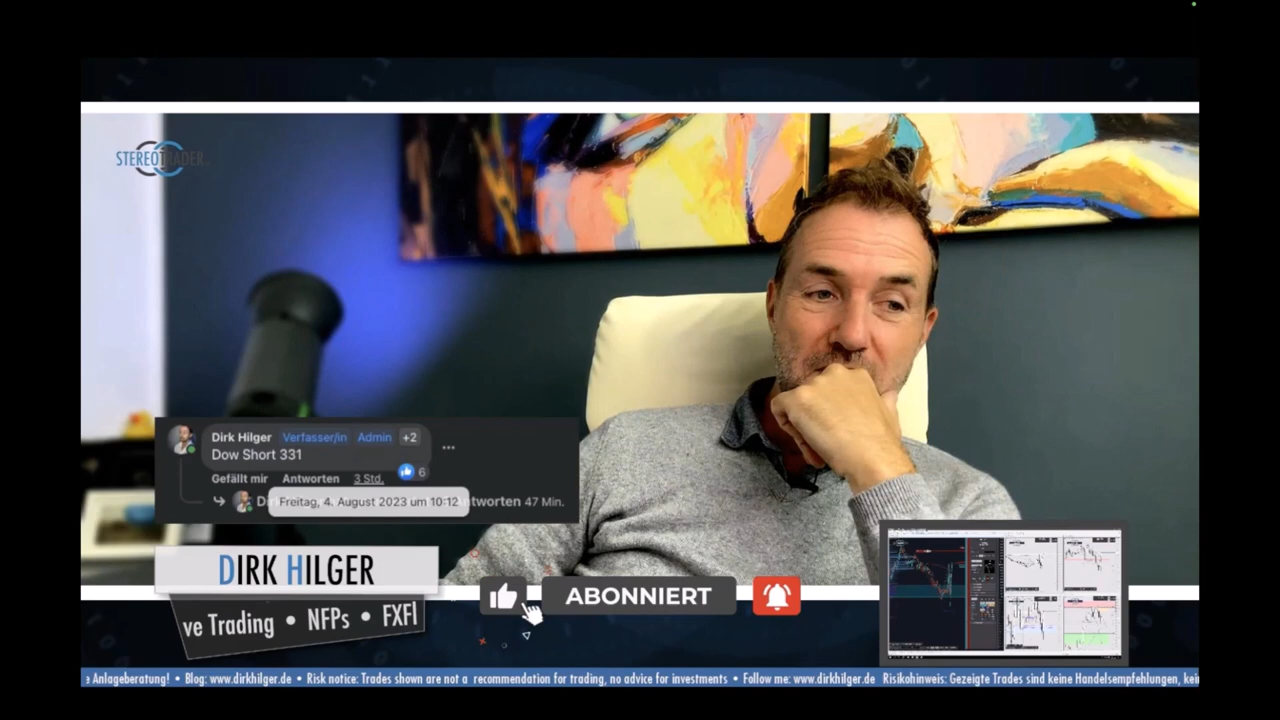 STEREOTRADER
Dirk Hilger Verfasser/in Admin +2
Dow Short 331
Gefällt mir Antworten 3 Std. 6
Freitag, 4. August 2023 um 10:12
47 Min.
DIRK HILGER
ve Trading • NFPs • FXFl
ABONNIERT
e Anlageberatung! • Blog: www.dirkhilger.de • Risk notice: Trades shown are not a recommendation for trading, no advice for investments • Follow me: www.dirkhilger.de Risikohinweis: Gezeigte Trades sind keine Handelsempfehlungen, kei